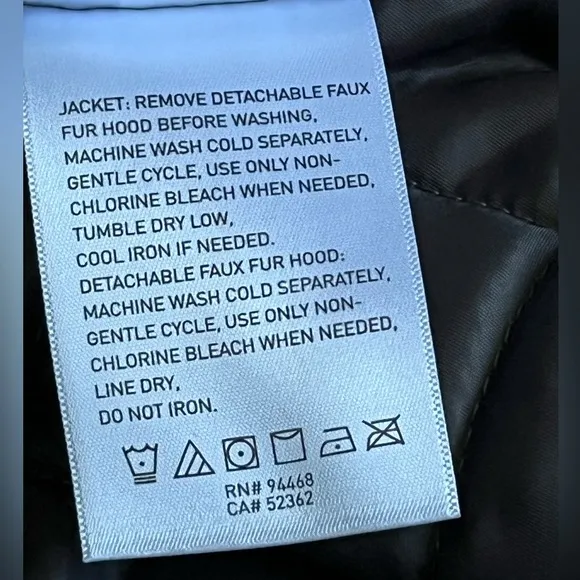 JACKET: REMOVE DETACHABLE FAUX
FUR HOOD BEFORE WASHING,
MACHINE WASH COLD SEPARATELY,
GENTLE CYCLE, USE ONLY NON-
CHLORINE BLEACH WHEN NEEDED,
TUMBLE DRY LOW,
COOL IRON IF NEEDED.
DETACHABLE FAUX FUR HOOD:
MACHINE WASH COLD SEPARATELY,
GENTLE CYCLE, USE ONLY NON-
CHLORINE BLEACH WHEN NEEDED,
LINE DRY,
DO NOT IRON.
RN# 94468
CA# 52362